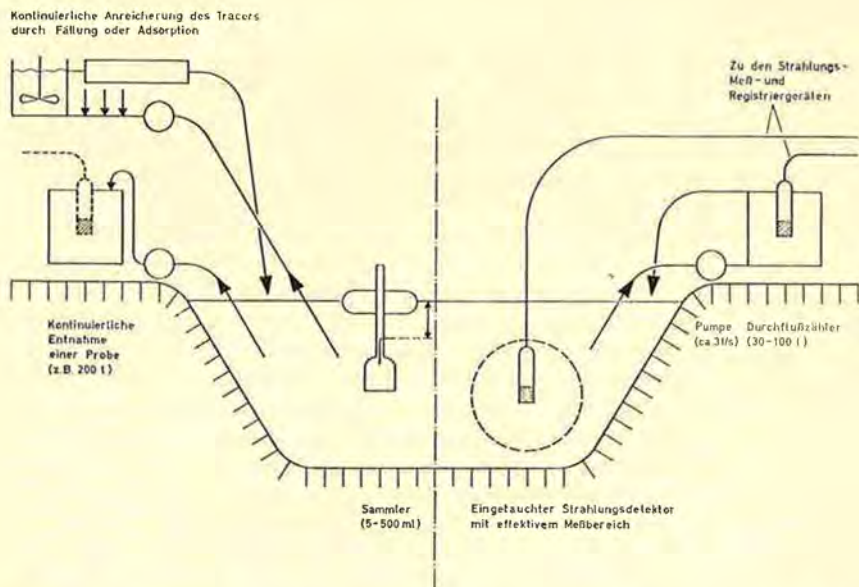 Kontinuierliche Anreicherung des Tracers
durch Fällung oder Adsorption
Zu den Strahlungs-
Meß- und
Registriergeräten
Kontinuierliche
Entnahme
einer Probe
(z.B. 200 l)
Pumpe
(ca 3l/s)
Durchflußzähler
(30-100 l)
Sammler
(5-500 ml)
Eingetauchter Strahlungsdetektor
mit effektivem Meßbereich